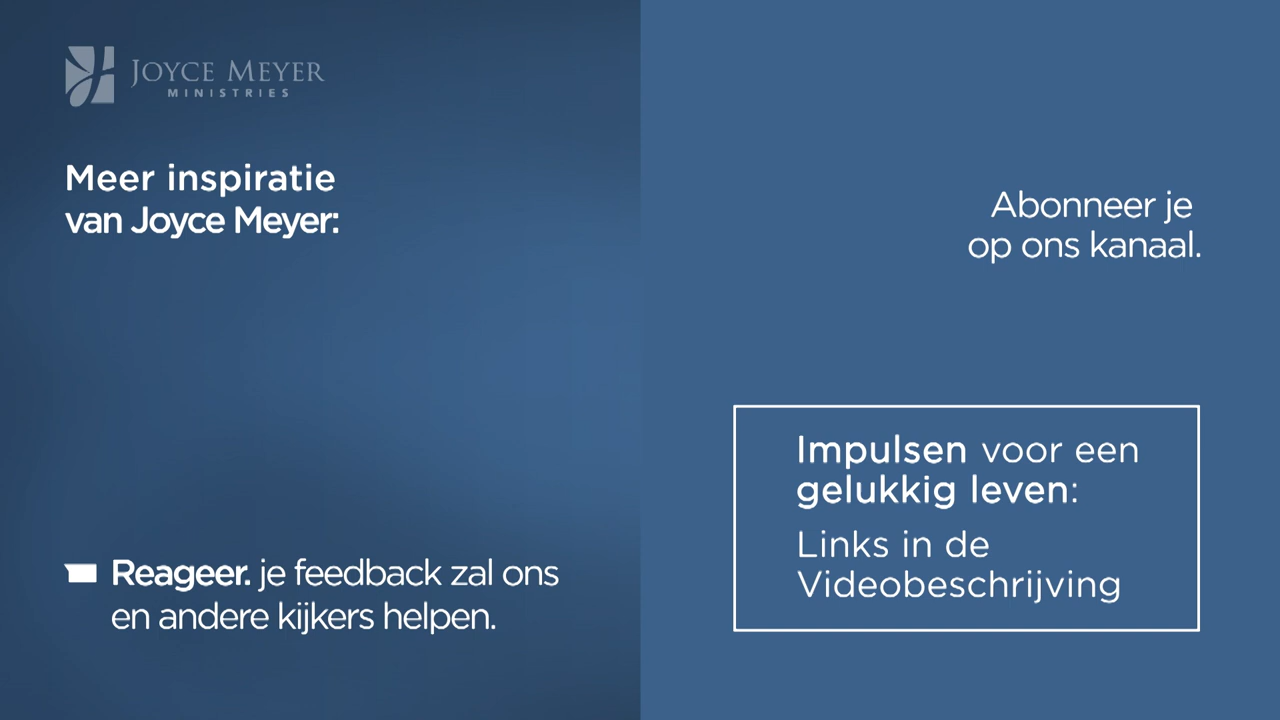 JOYCE MEYER
MINISTRIES
Meer inspiratie
van Joyce Meyer:
Reageer. je feedback zal ons
en andere kijkers helpen.
Abonneer je
op ons kanaal.
Impulsen voor een
gelukkig leven:
Links in de
Videobeschrijving